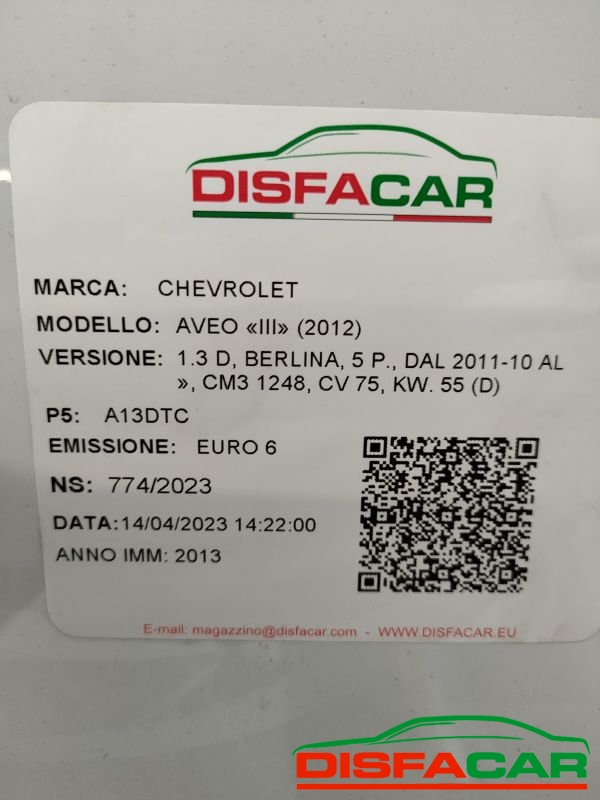 DISFACAR
MARCA: CHEVROLET
MODELLO: AVEO «III» (2012)
VERSIONE: 1.3 D, BERLINA, 5 P., DAL 2011-10 AL
», CM3 1248, CV 75, KW. 55 (D)
P5: A13DTC
EMISSIONE: EURO 6
NS: 774/2023
DATA:14/04/2023 14:22:00
ANNO IMM: 2013
E-mail: magazzino@disfacar.com - WWW.DISFACAR.EU
DISFACAR